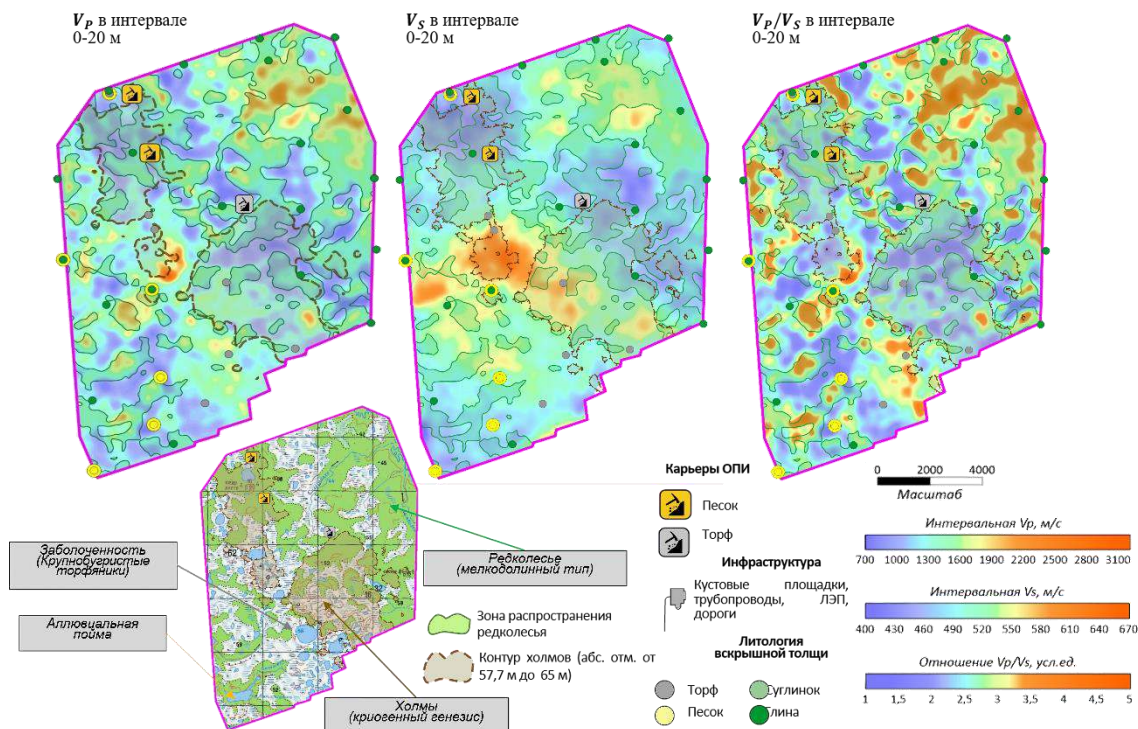 V_P в интервале
0-20 м
V_S в интервале
0-20 м
V_P/V_S в интервале
0-20 м
Заболоченность
(Крупнобугристые
торфяники)
Аллювиальная
пойма
Редколесье
(мелкодолинный тип)
Холмы
(криогенный генезис)
Зона распространения
редколесья
Контур холмов (абс. отм. от
57,7 м до 65 м)
Карьеры ОПИ
Песок
Торф
Инфраструктура
Кустовые площадки,
трубопроводы, ЛЭП,
дороги
Литология
вскрышной толщи
Торф
Суглинок
Песок
Глина
0 2000 4000
Масштаб
Интервальная Vp, м/с
700 1000 1300 1600 1900 2200 2500 2800 3100
Интервальная Vs, м/с
400 430 460 490 520 550 580 610 640 670
Отношение Vp/Vs, усл.ед.
1 1,5 2 2,5 3 3,5 4 4,5 5